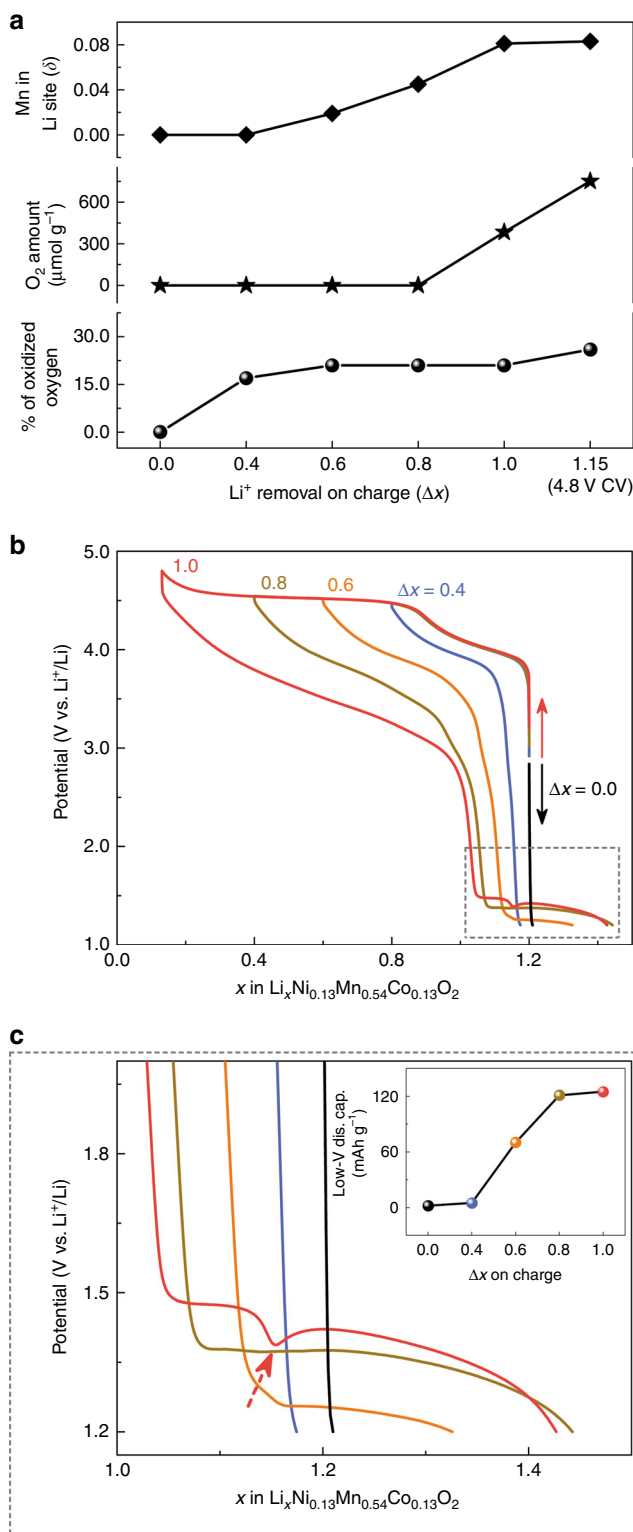 a
Mn in
Li site (δ)
0.08
0.04
0.00
O₂ amount
(μmol g⁻¹)
600
300
0
% of oxidized
oxygen
30.0
15.0
0.0
0.0 0.4 0.6 0.8 1.0 1.15
Li⁺ removal on charge (Δx) (4.8 V CV)
b
Potential (V vs. Li⁺/Li)
5.0
4.0
3.0
2.0
1.0
1.0
0.8
0.6
Δx = 0.4
Δx = 0.0
0.0 0.4 0.8 1.2
x in LiₓNi₀.₁₃Mn₀.₅₄Co₀.₁₃O₂
c
Potential (V vs. Li⁺/Li)
1.8
1.5
1.2
Low-V dis. cap.
(mAh g⁻¹)
120
60
0
0.0 0.4 0.6 0.8 1.0
Δx on charge
1.0 1.2 1.4
x in LiₓNi₀.₁₃Mn₀.₅₄Co₀.₁₃O₂